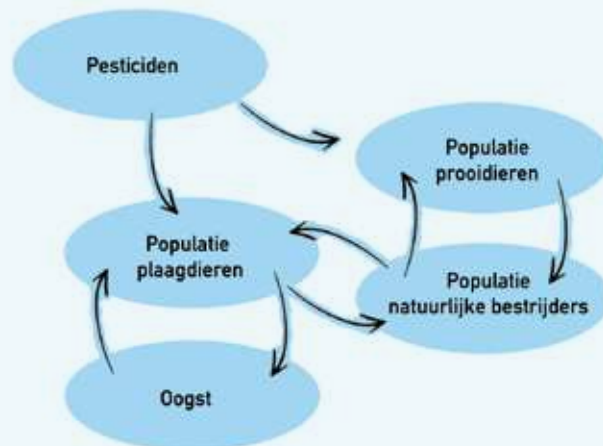 Pesticiden
Populatie
prooidieren
Populatie
plaagdieren
Populatie
natuurlijke bestrijders
Oogst